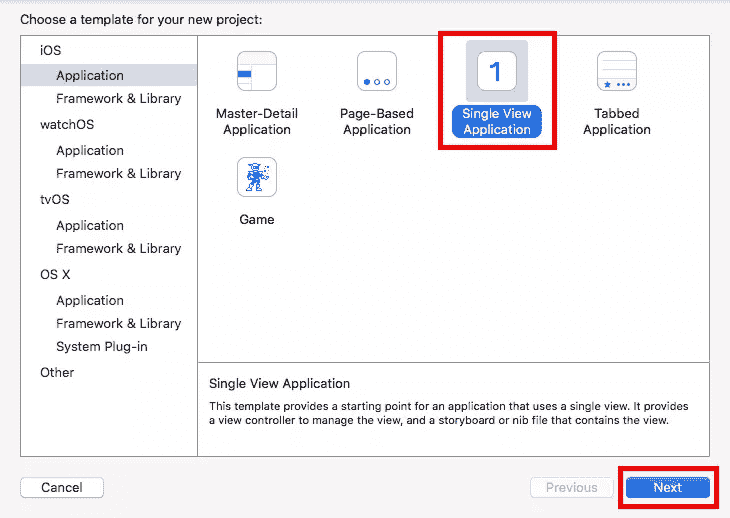 Choose a template for your new project:
iOS
Application
Framework & Library
watchOS
Application
Framework & Library
tvOS
Application
Framework & Library
OS X
Application
Framework & Library
System Plug-in
Other
Master-Detail
Application
Page-Based
Application
1
Single View
Application
Tabbed
Application
Game
Single View Application
This template provides a starting point for an application that uses a single view. It provides
a view controller to manage the view, and a storyboard or nib file that contains the view.
Cancel
Previous
Next